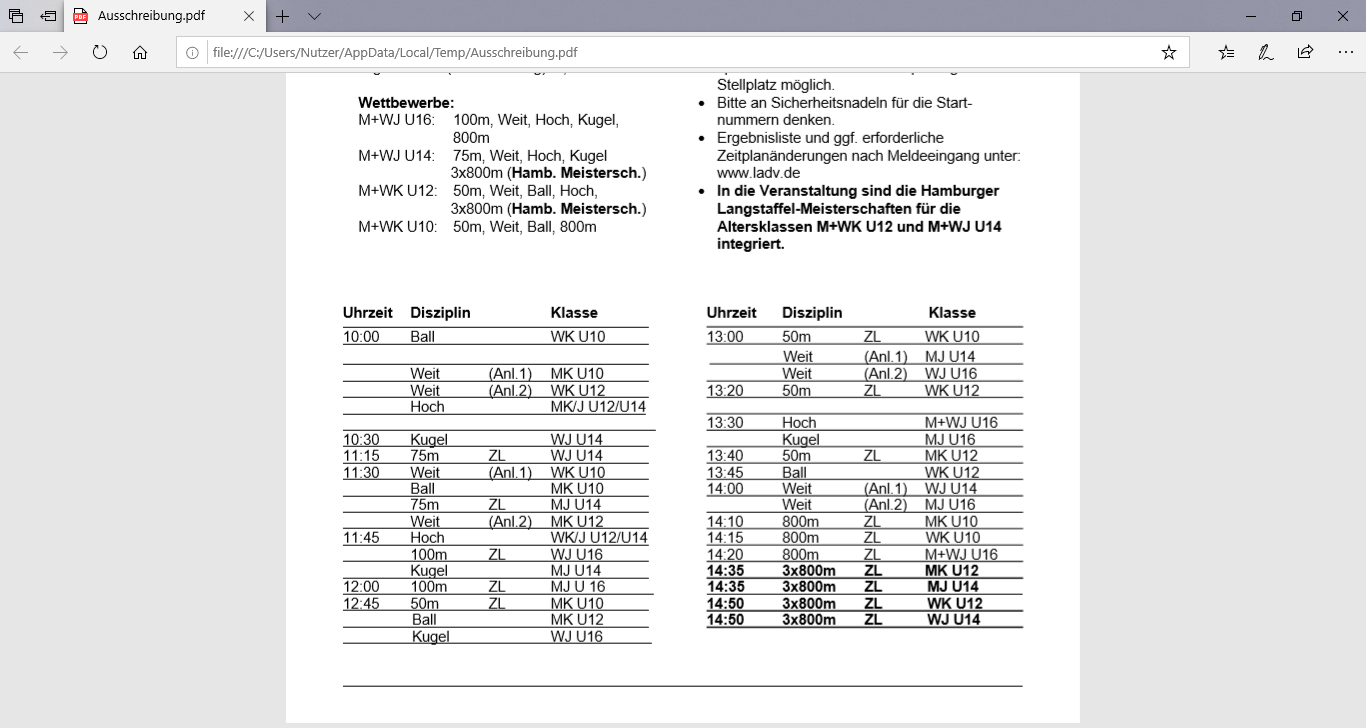 Ausschreibung.pdf
file:///C:/Users/Nutzer/AppData/Local/Temp/Ausschreibung.pdf
Wettbewerbe:
M+WJ U16: 100m, Weit, Hoch, Kugel,
800m
M+WJ U14: 75m, Weit, Hoch, Kugel
3x800m (Hamb. Meistersch.)
M+WK U12: 50m, Weit, Ball, Hoch,
3x800m (Hamb. Meistersch.)
M+WK U10: 50m, Weit, Ball, 800m
Stellplatz möglich.
• Bitte an Sicherheitsnadeln für die Start-
nummern denken.
• Ergebnisliste und ggf. erforderliche
Zeitplanänderungen nach Meldeeingang unter:
www.ladv.de
• In die Veranstaltung sind die Hamburger
Langstaffel-Meisterschaften für die
Altersklassen M+WK U12 und M+WJ U14
integriert.
Uhrzeit Disziplin Klasse
10:00 Ball WK U10
Weit (Anl.1) MK U10
Weit (Anl.2) WK U12
Hoch MK/J U12/U14
10:30 Kugel WJ U14
11:15 75m ZL WJ U14
11:30 Weit (Anl.1) WK U10
Ball MK U10
75m ZL MJ U14
Weit (Anl.2) MK U12
11:45 Hoch WK/J U12/U14
100m ZL WJ U16
Kugel MJ U14
12:00 100m ZL MJ U 16
12:45 50m ZL MK U10
Ball MK U12
Kugel WJ U16
Uhrzeit Disziplin Klasse
13:00 50m ZL WK U10
Weit (Anl.1) MJ U14
Weit (Anl.2) WJ U16
13:20 50m ZL WK U12
13:30 Hoch M+WJ U16
Kugel MJ U16
13:40 50m ZL MK U12
13:45 Ball WK U12
14:00 Weit (Anl.1) WJ U14
Weit (Anl.2) MJ U16
14:10 800m ZL MK U10
14:15 800m ZL WK U10
14:20 800m ZL M+WJ U16
14:35 3x800m ZL MK U12
14:35 3x800m ZL MJ U14
14:50 3x800m ZL WK U12
14:50 3x800m ZL WJ U14